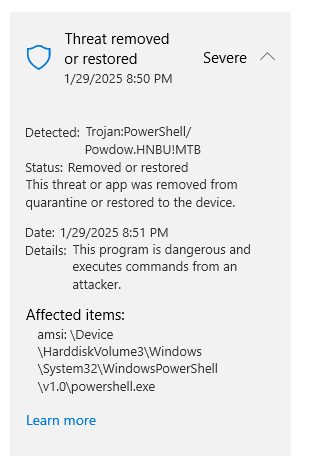 Threat removed
or restored
Severe
1/29/2025 8:50 PM
Detected: Trojan:PowerShell/
Powdow.HNBU!MTB
Status: Removed or restored
This threat or app was removed from
quarantine or restored to the device.
Date: 1/29/2025 8:51 PM
Details: This program is dangerous and
executes commands from an
attacker.
Affected items:
amsi: \Device
\HarddiskVolume3\Windows
\System32\WindowsPowerShell
\v1.0\powershell.exe
Learn more